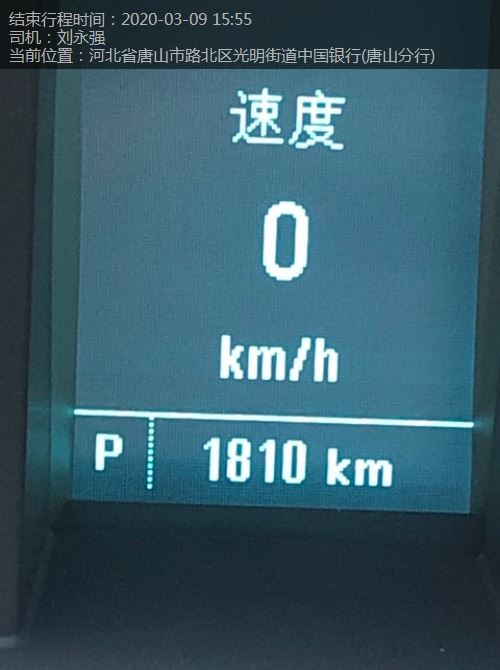 结束行程时间：2020-03-09 15:55
司机：刘永强
当前位置：河北省唐山市路北区光明街道中国银行(唐山分行)
速度
0
km/h
P 1810 km